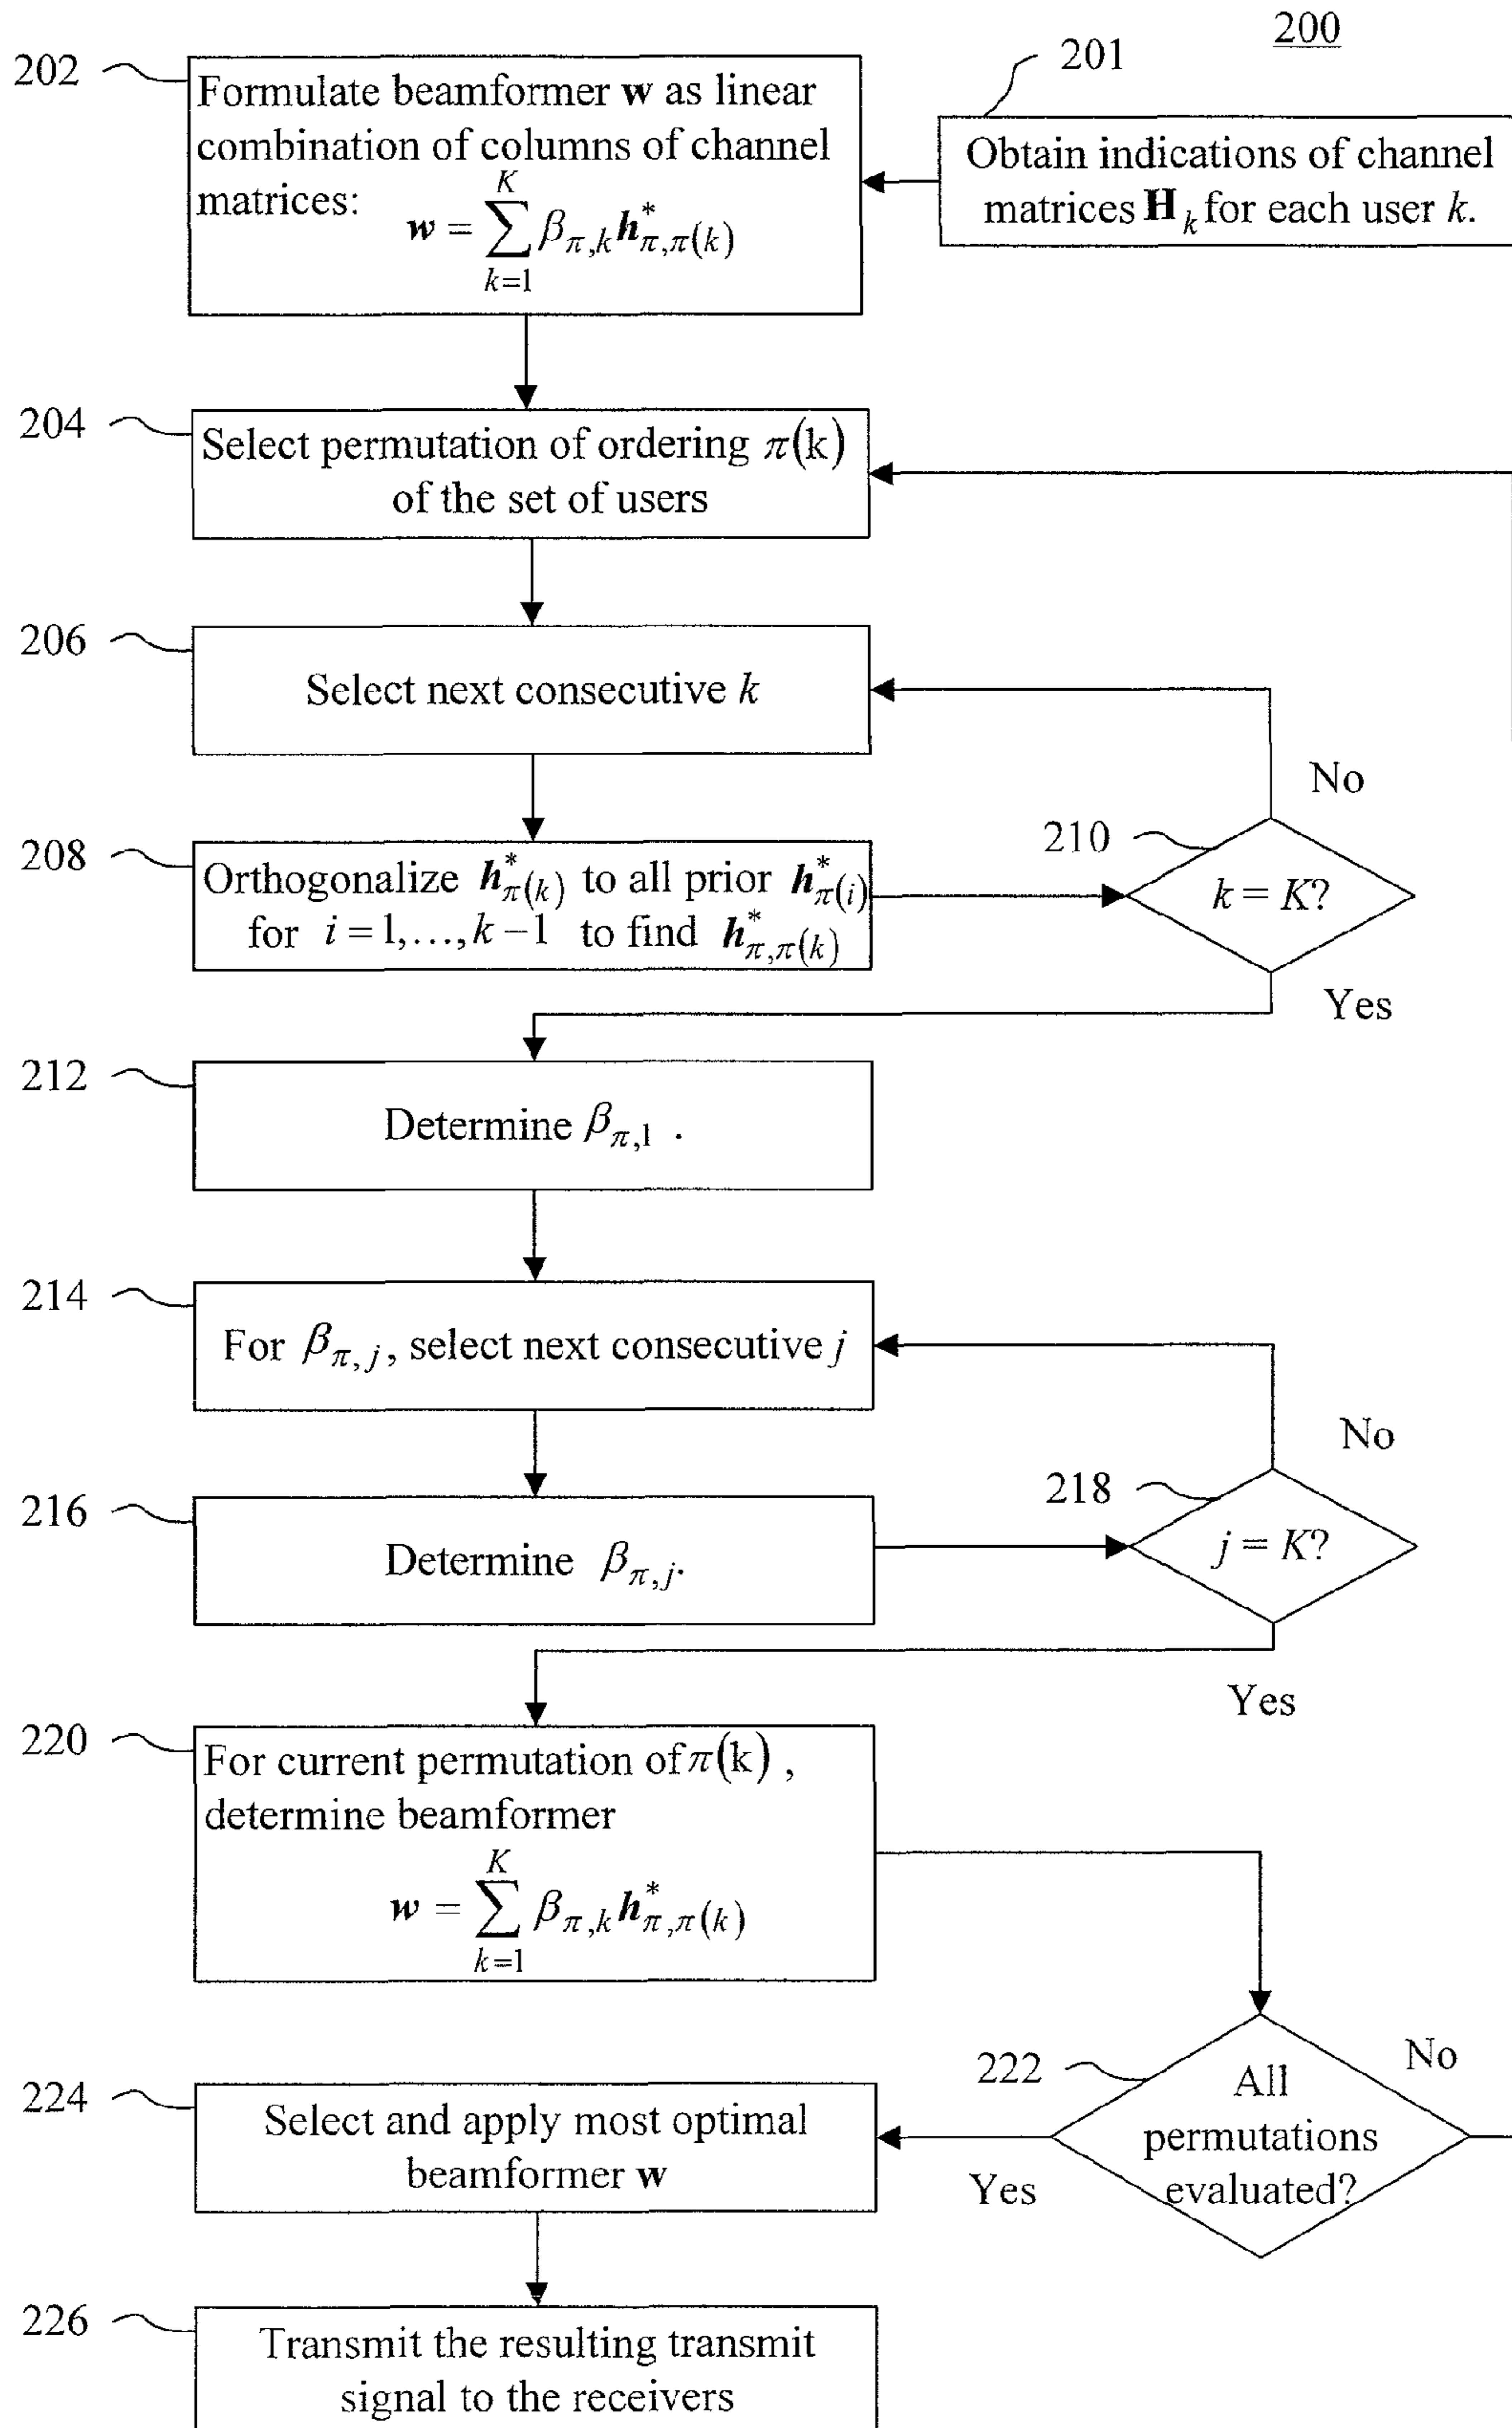 200
201
Obtain indications of channel
matrices H_k for each user k.
202
Formulate beamformer w as linear
combination of columns of channel
matrices: w = ∑_{k=1}^{K} β_{π,k} h*_{π,π(k)}
204
Select permutation of ordering π(k)
of the set of users
206
Select next consecutive k
208
Orthogonalize h*_{π(k)} to all prior h*_{π(i)}
for i = 1,…,k−1 to find h*_{π,π(k)}
210
k = K?
No
Yes
212
Determine β_{π,1} .
214
For β_{π,j}, select next consecutive j
216
Determine β_{π,j}.
218
j = K?
No
Yes
220
For current permutation of π(k) ,
determine beamformer
w = ∑_{k=1}^{K} β_{π,k} h*_{π,π(k)}
222
All
permutations
evaluated?
No
Yes
224
Select and apply most optimal
beamformer w
226
Transmit the resulting transmit
signal to the receivers